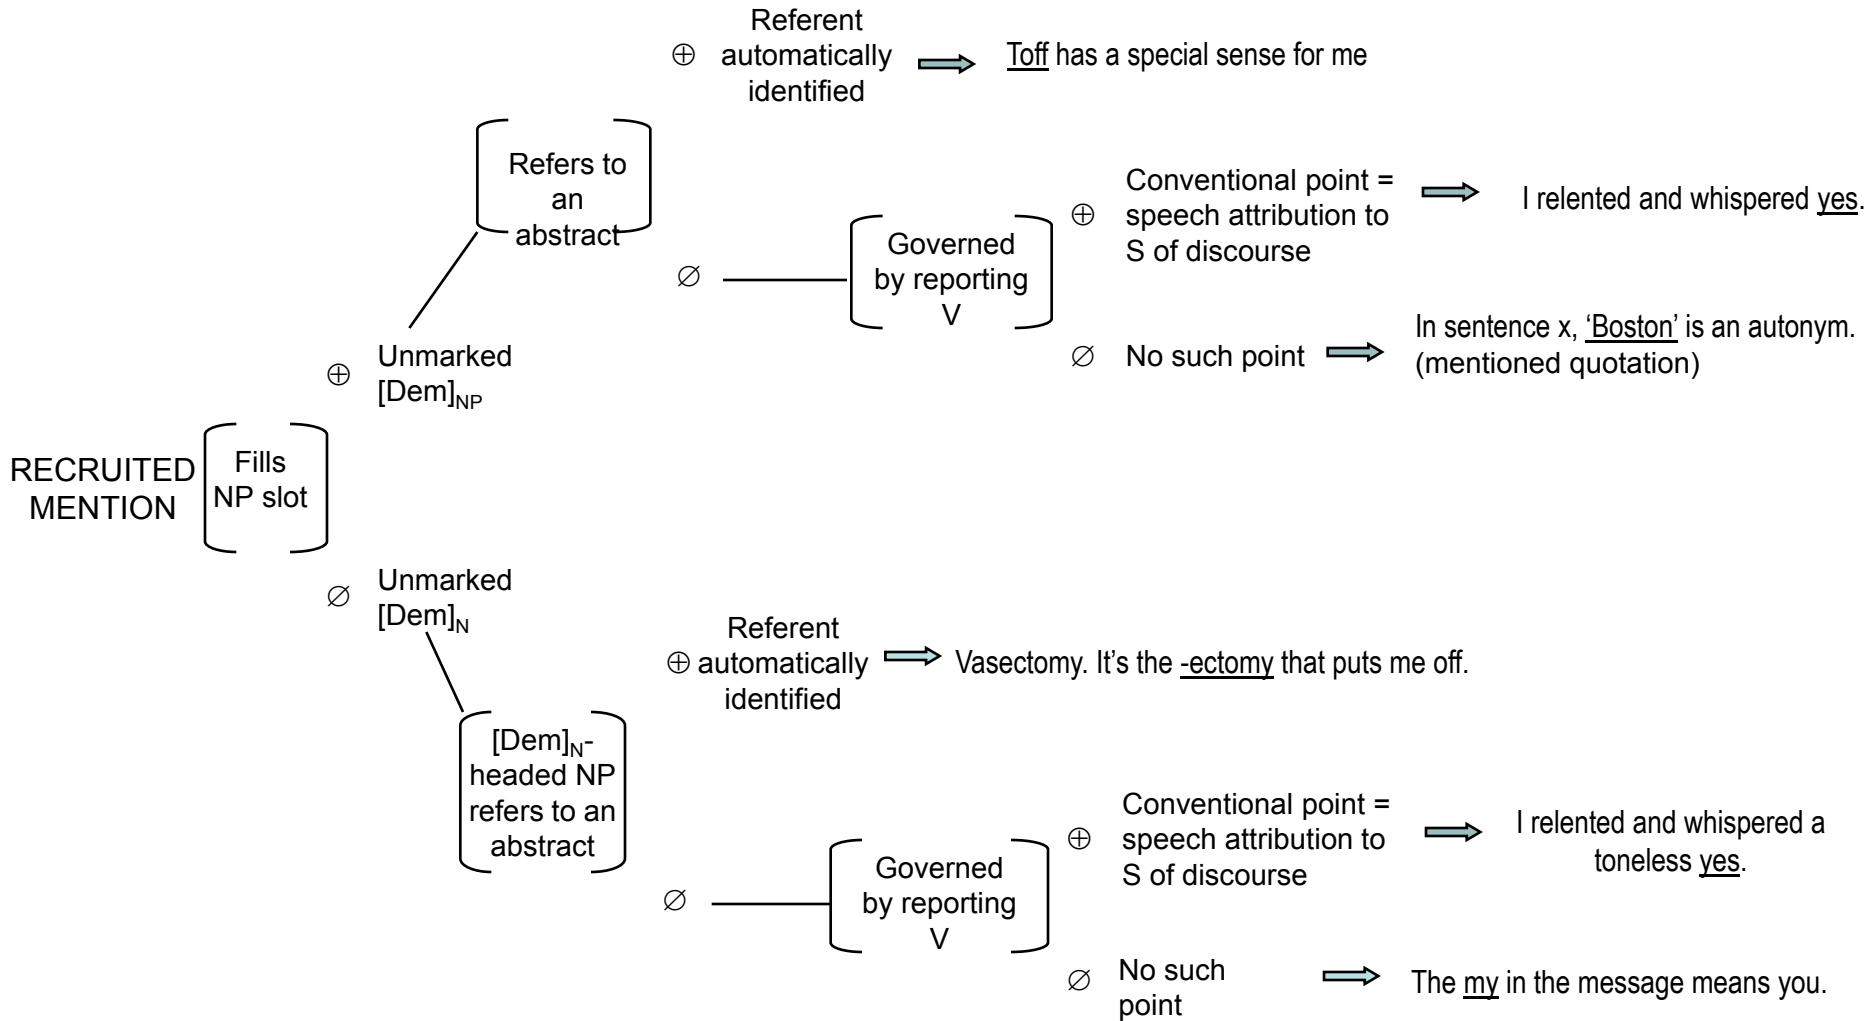 Referent
automatically
identified
⊕
Toff has a special sense for me
Refers to
an
abstract
Conventional point =
speech attribution to
S of discourse
⊕
I relented and whispered yes.
Governed
by reporting
V
∅
In sentence x, ‘Boston’ is an autonym.
(mentioned quotation)
∅ No such point
Unmarked
[Dem]NP
⊕
RECRUITED
MENTION
Fills
NP slot
Unmarked
[Dem]N
∅
Referent
⊕ automatically
identified
Vasectomy. It’s the -ectomy that puts me off.
[Dem]N-
headed NP
refers to an
abstract
Conventional point =
speech attribution to
S of discourse
⊕
I relented and whispered a
toneless yes.
Governed
by reporting
V
∅
No such
point
∅
The my in the message means you.